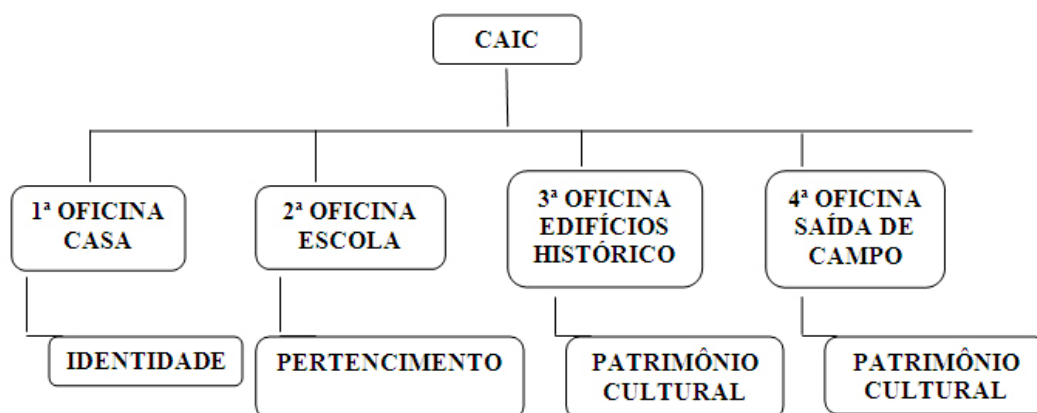 CAIC
1ª OFICINA
CASA
2ª OFICINA
ESCOLA
3ª OFICINA
EDIFÍCIOS
HISTÓRICO
4ª OFICINA
SAÍDA DE
CAMPO
IDENTIDADE
PERTENCIMENTO
PATRIMÔNIO
CULTURAL
PATRIMÔNIO
CULTURAL